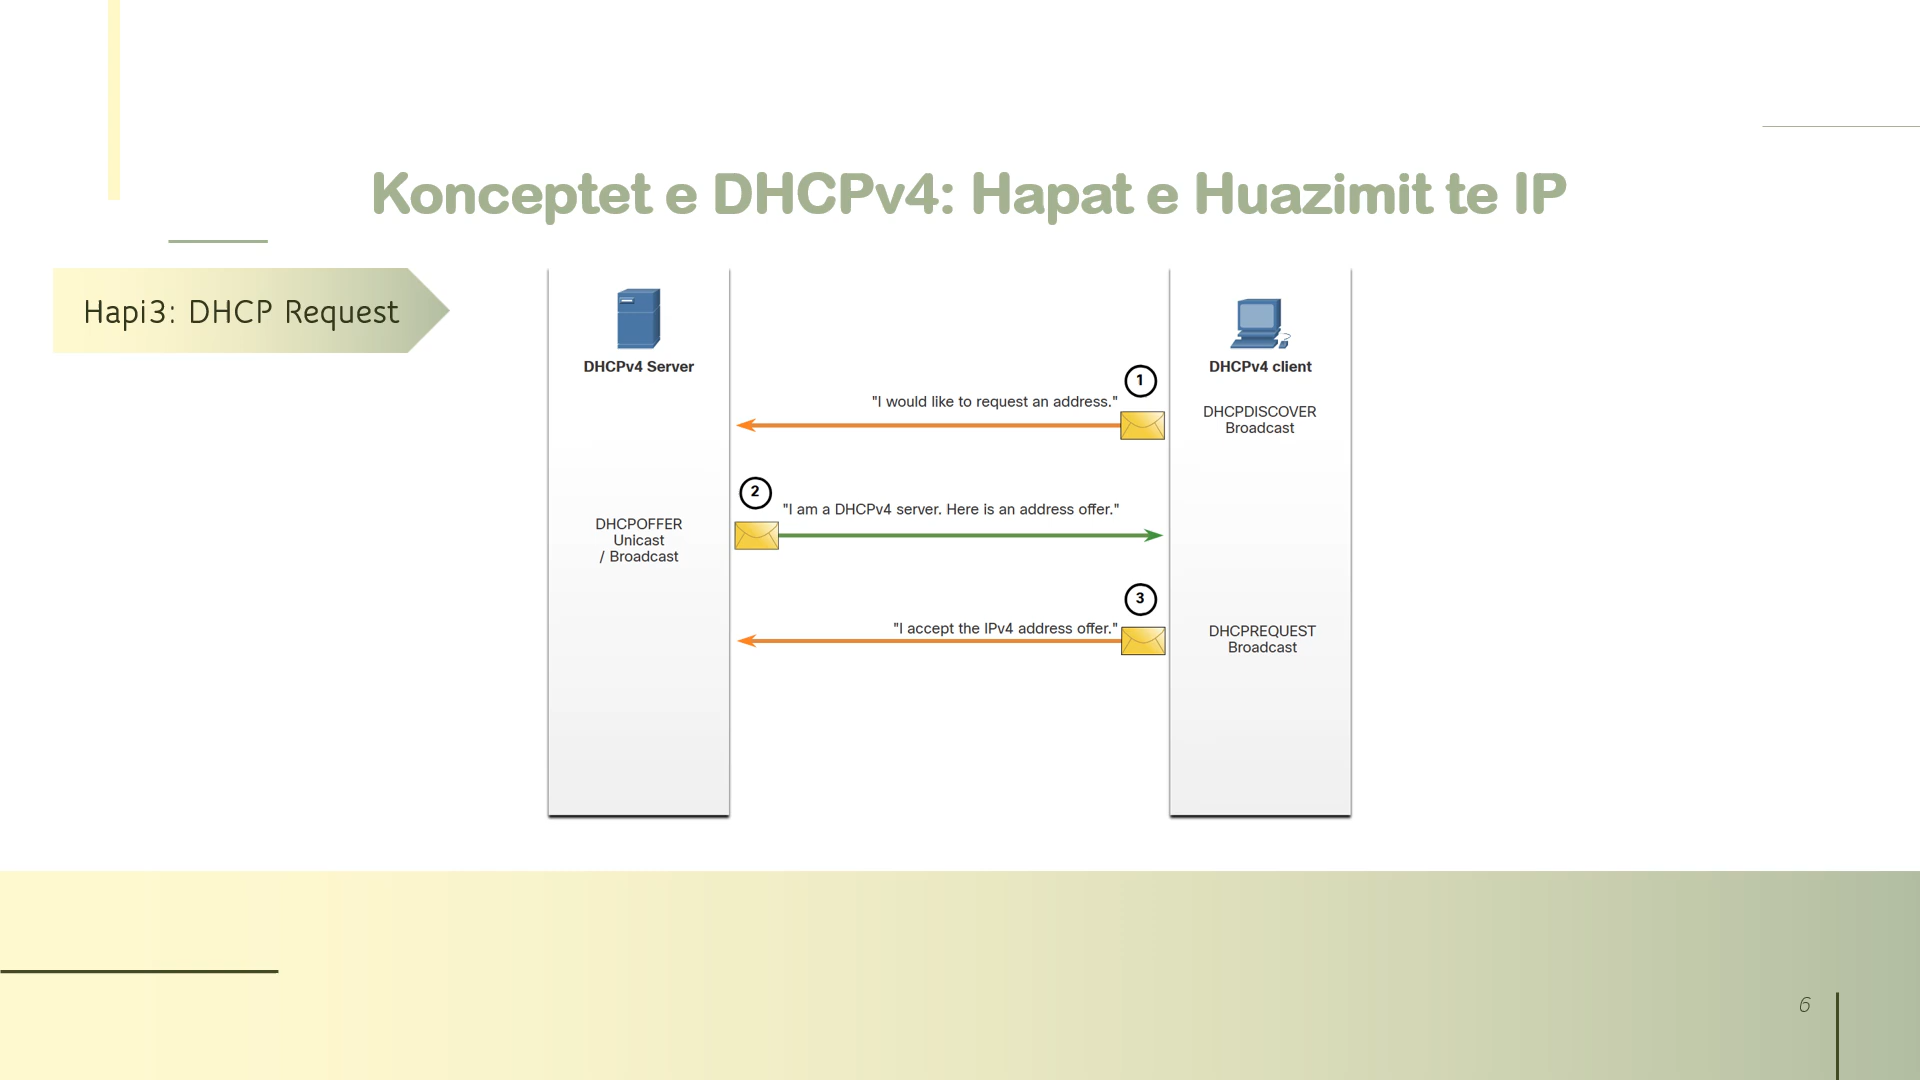 Konceptet e DHCPv4: Hapat e Huazimit te IP
Hapi3: DHCP Request
DHCPv4 Server
DHCPv4 client
1
"I would like to request an address."
DHCPDISCOVER
Broadcast
2
"I am a DHCPv4 server. Here is an address offer."
DHCPOFFER
Unicast
/ Broadcast
3
"I accept the IPv4 address offer."
DHCPREQUEST
Broadcast
6